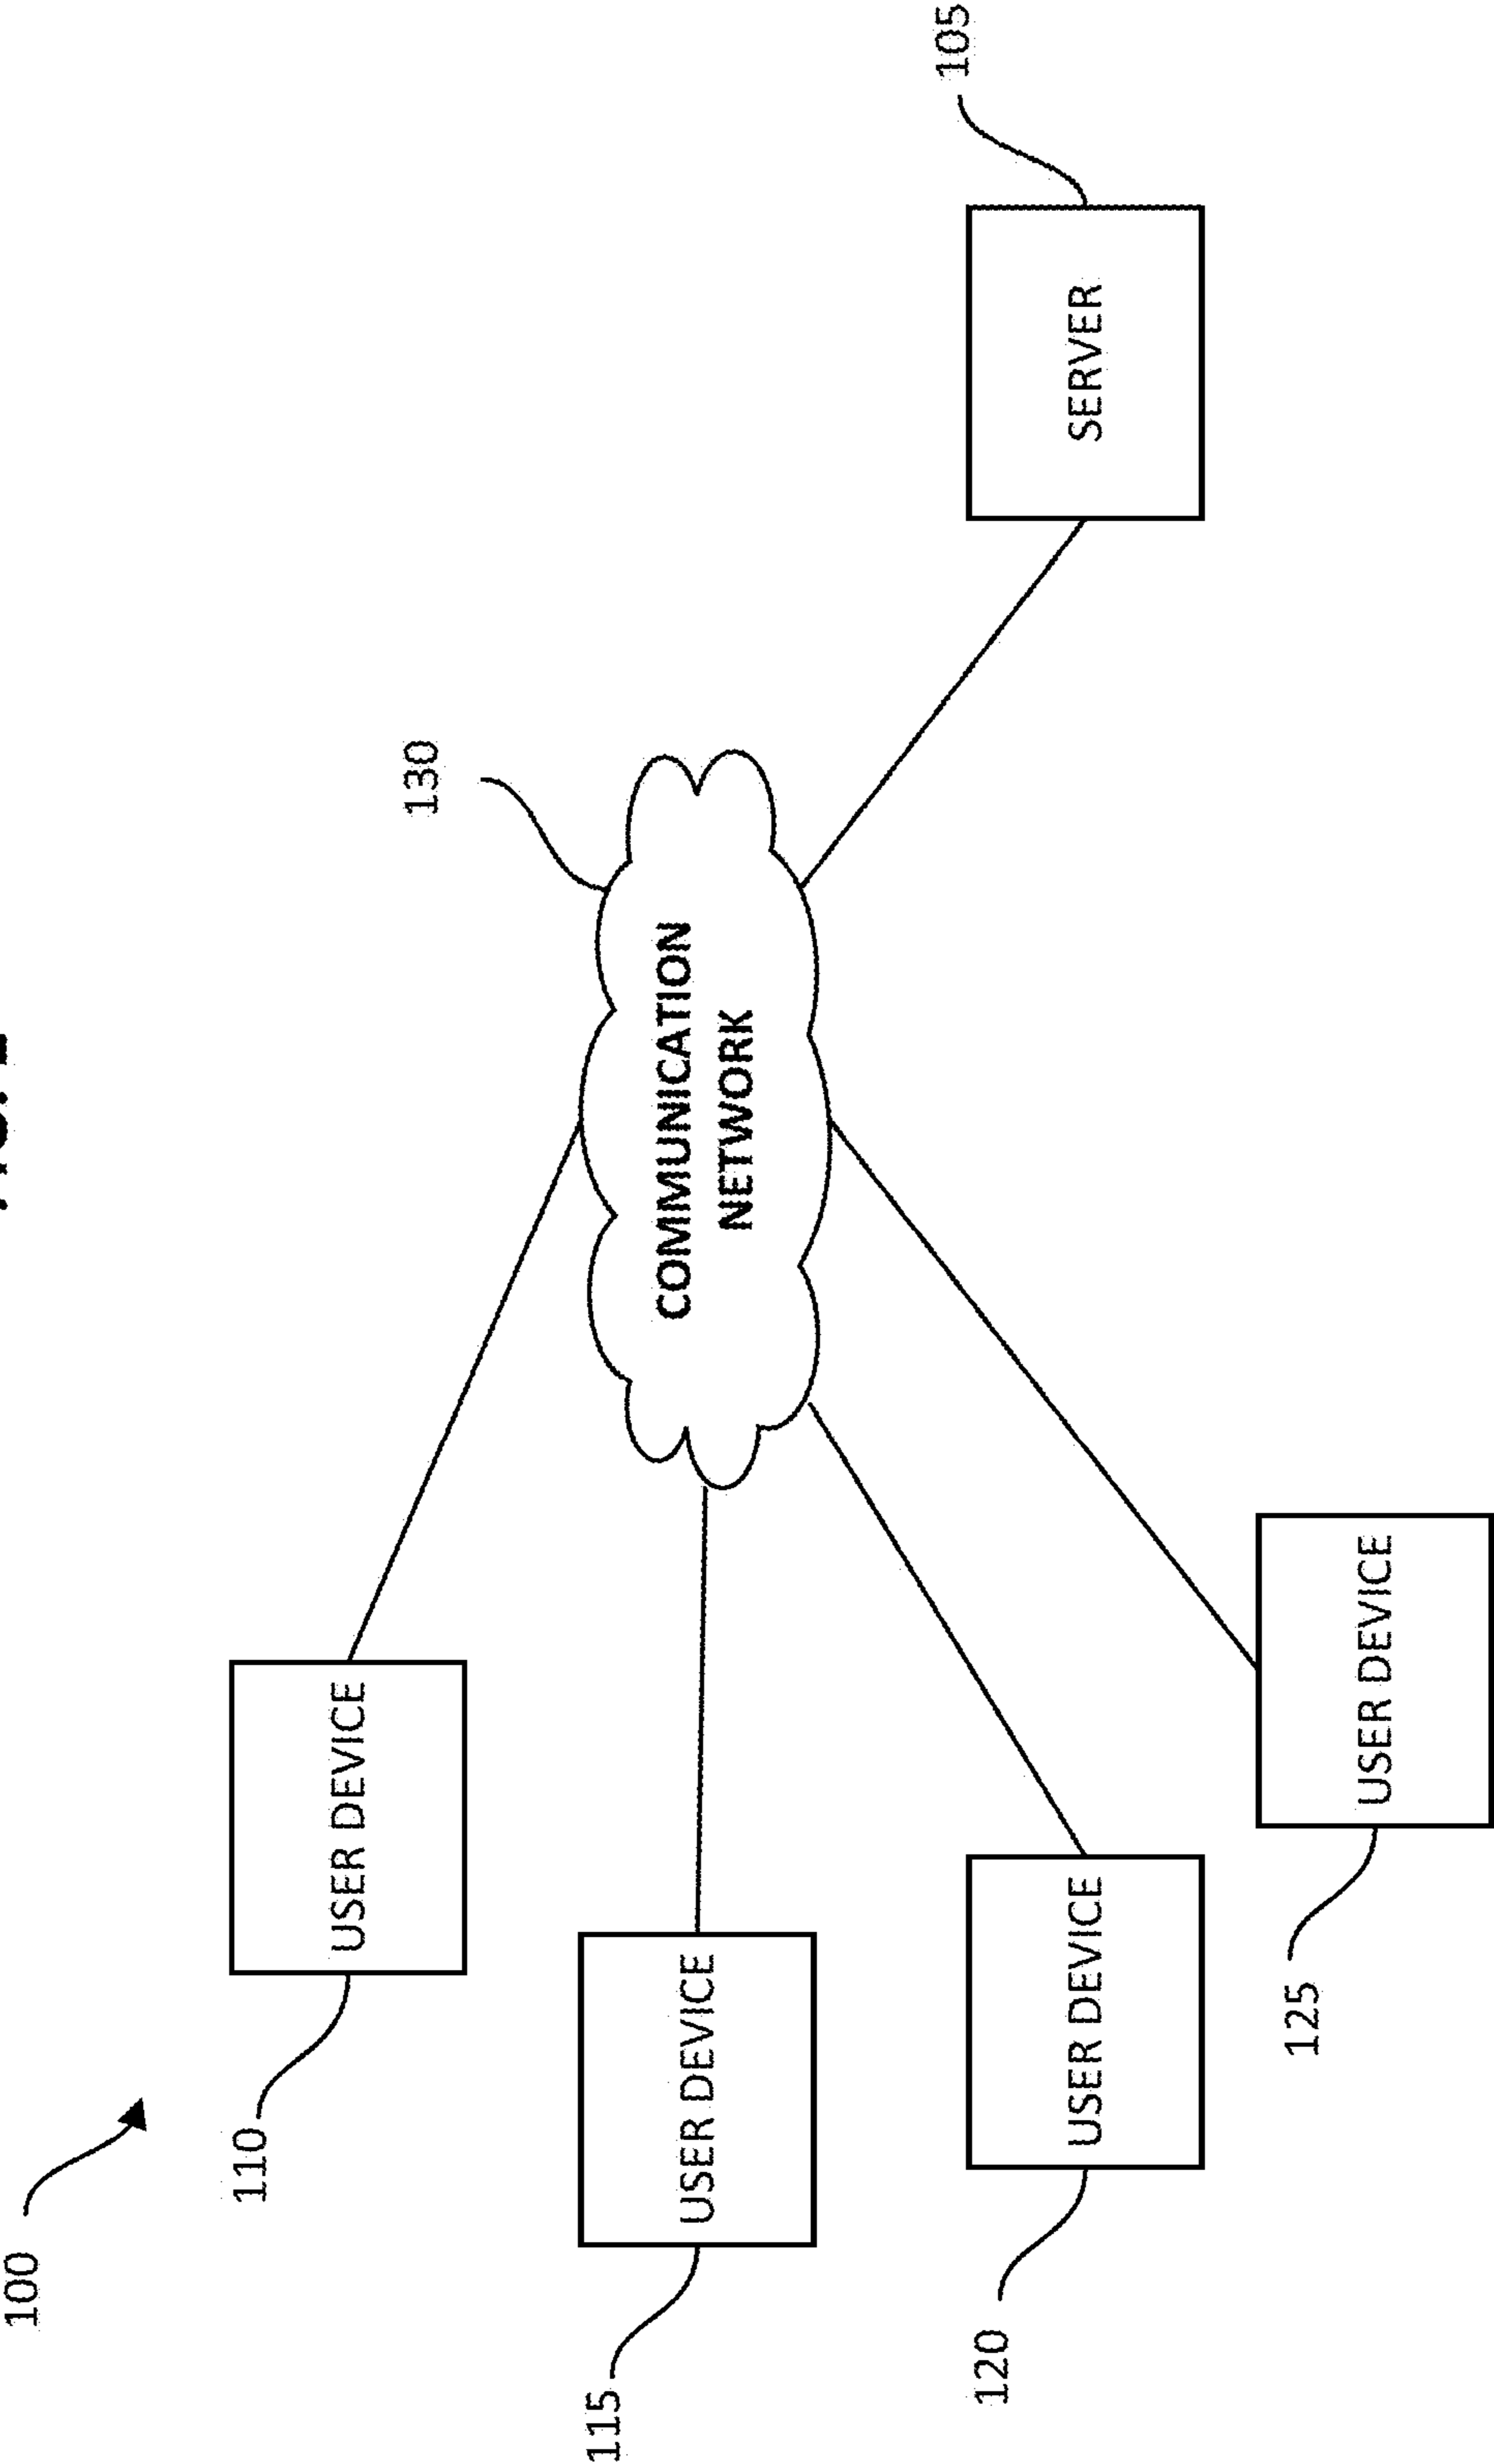 100
110
USER DEVICE
130
COMMUNICATION
NETWORK
115
USER DEVICE
120
USER DEVICE
SERVER
105
125
USER DEVICE